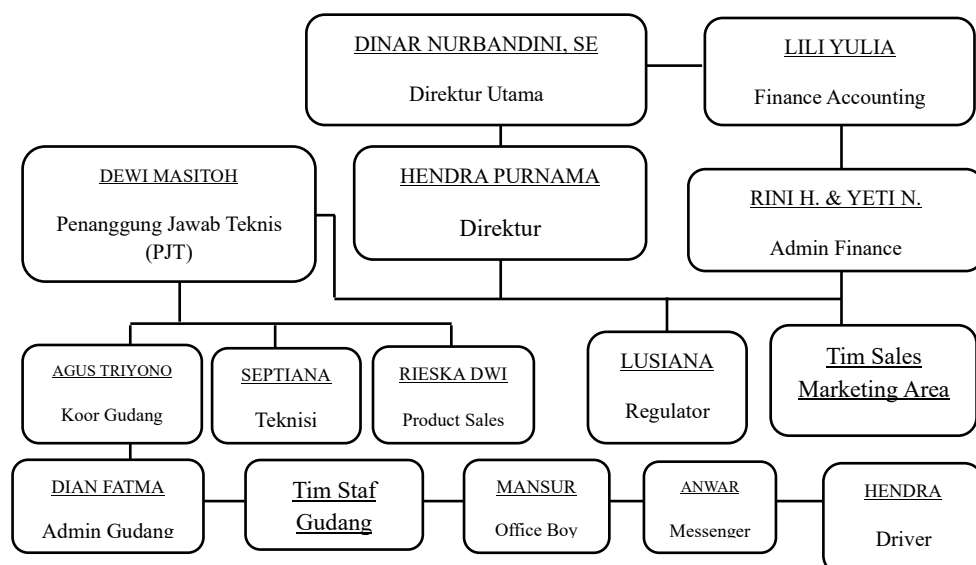 DINAR NURBANDINI, SE
Direktur Utama
LILI YULIA
Finance Accounting
DEWI MASITOH
Penanggung Jawab Teknis
(PJT)
HENDRA PURNAMA
Direktur
RINI H. & YETI N.
Admin Finance
AGUS TRIYONO
Koor Gudang
SEPTIANA
Teknisi
RIESKA DWI
Product Sales
LUSIANA
Regulator
Tim Sales
Marketing Area
DIAN FATMA
Admin Gudang
Tim Staf
Gudang
MANSUR
Office Boy
ANWAR
Messenger
HENDRA
Driver